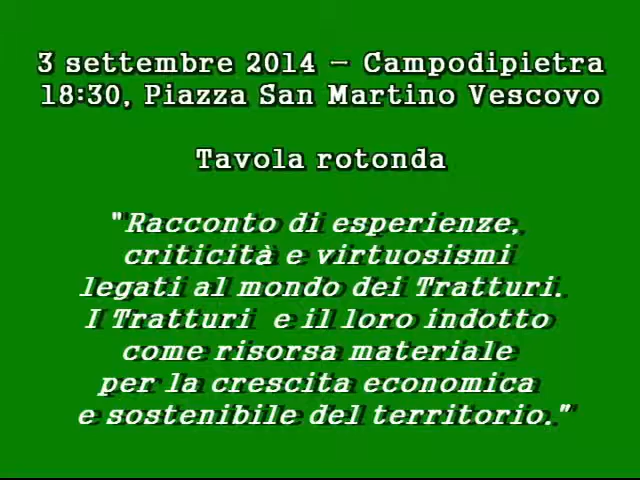 3 settembre 2014 – Campodipietra
18:30, Piazza San Martino Vescovo
Tavola rotonda
"Racconto di esperienze,
criticità e virtuosismi
legati al mondo dei Tratturi.
I Tratturi e il loro indotto
come risorsa materiale
per la crescita economica
e sostenibile del territorio."